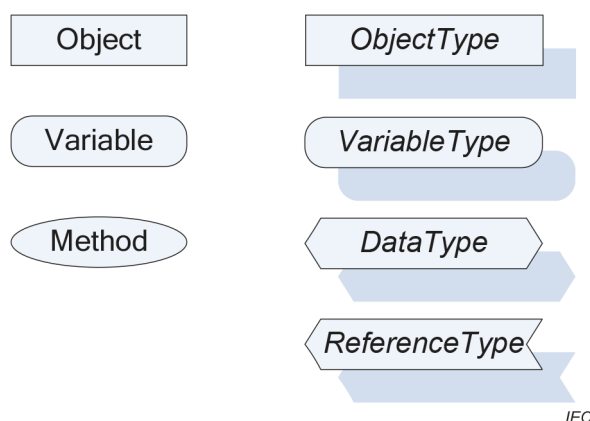 Object
ObjectType
Variable
VariableType
Method
DataType
ReferenceType
IEC